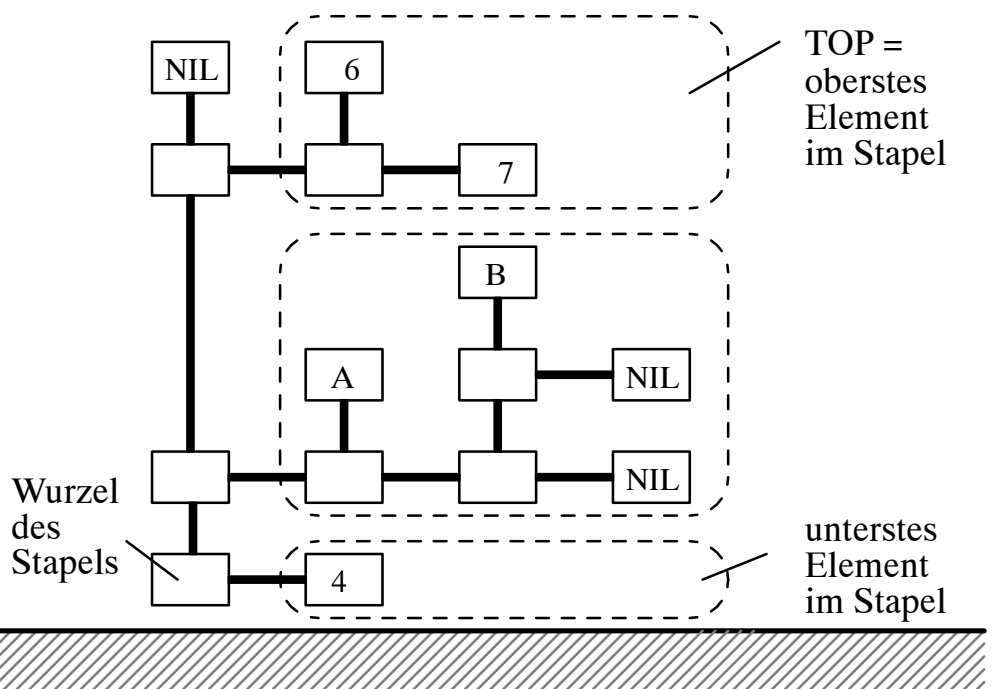 NIL
6
TOP =
oberstes
Element
im Stapel
7
B
A
NIL
NIL
Wurzel
des
Stapels
4
unterstes
Element
im Stapel